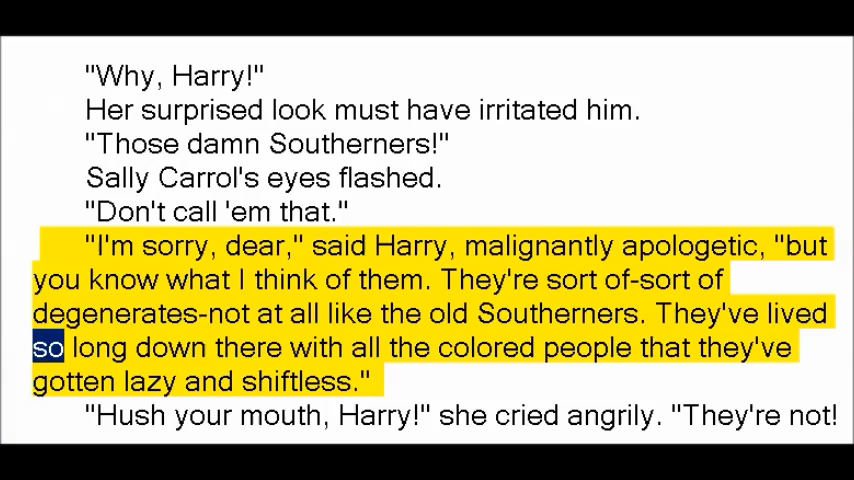 "Why, Harry!"
Her surprised look must have irritated him.
"Those damn Southerners!"
Sally Carrol's eyes flashed.
"Don't call 'em that."
"I'm sorry, dear," said Harry, malignantly apologetic, "but
you know what I think of them. They're sort of-sort of
degenerates-not at all like the old Southerners. They've lived
so long down there with all the colored people that they've
gotten lazy and shiftless."
"Hush your mouth, Harry!" she cried angrily. "They're not!